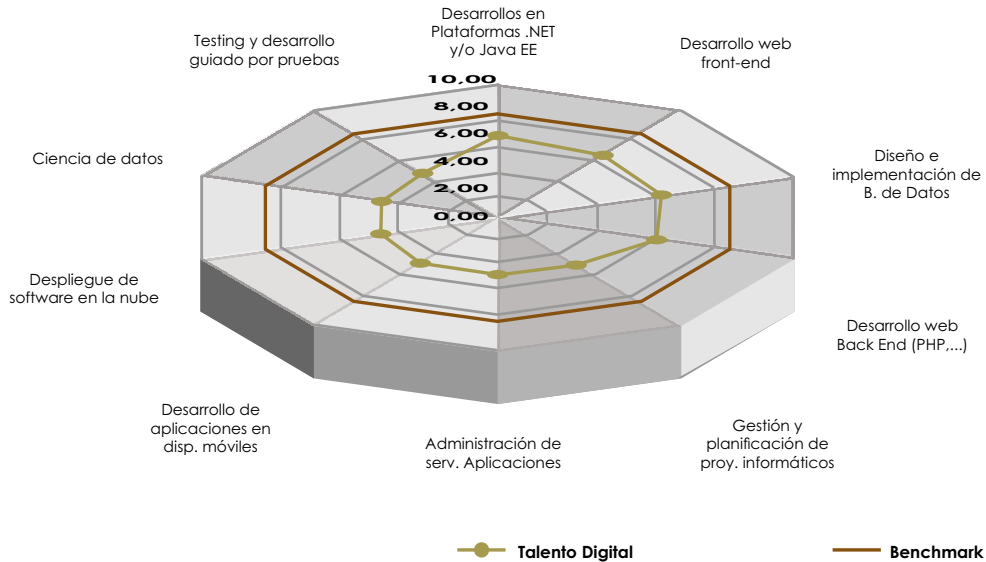 Desarrollos en
Plataformas .NET
y/o Java EE
Testing y desarrollo
guiado por pruebas
Desarrollo web
front-end
10,00
8,00
6,00
4,00
2,00
0,00
Ciencia de datos
Diseño e
implementación de
B. de Datos
Despliegue de
software en la nube
Desarrollo web
Back End (PHP,...)
Desarrollo de
aplicaciones en
disp. móviles
Administración de
serv. Aplicaciones
Gestión y
planificación de
proy. informáticos
Talento Digital
Benchmark